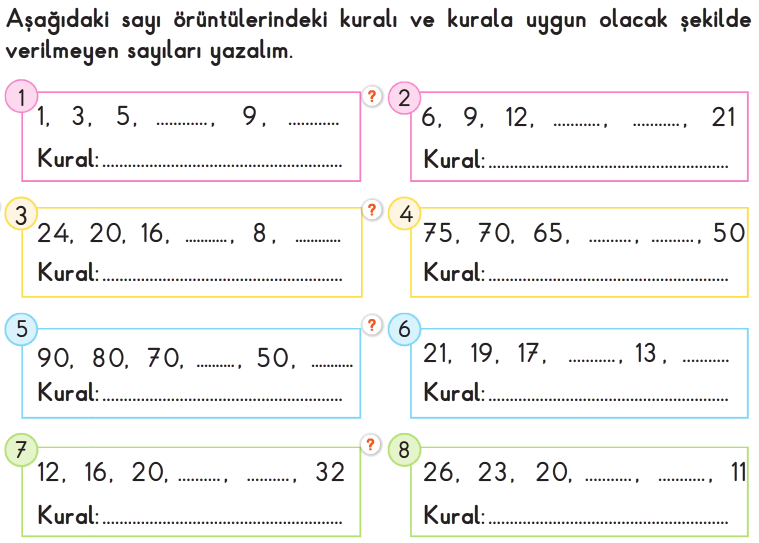 Aşağıdaki sayı örüntülerindeki kuralı ve kurala uygun olacak şekilde
verilmeyen sayıları yazalım.
1
1, 3, 5, ............, 9, ............
Kural:................................................
?
2
6, 9, 12, ..........., ..........., 21
Kural:................................................
3
24, 20, 16, ..........., 8, ...........
Kural:................................................
?
4
75, 70, 65, .........., .........., 50
Kural:................................................
5
90, 80, 70, .........., 50, ..........
Kural:................................................
?
6
21, 19, 17, ..........., 13, ...........
Kural:................................................
7
12, 16, 20, .........., .........., 32
Kural:................................................
?
8
26, 23, 20, ..........., ..........., 11
Kural:................................................